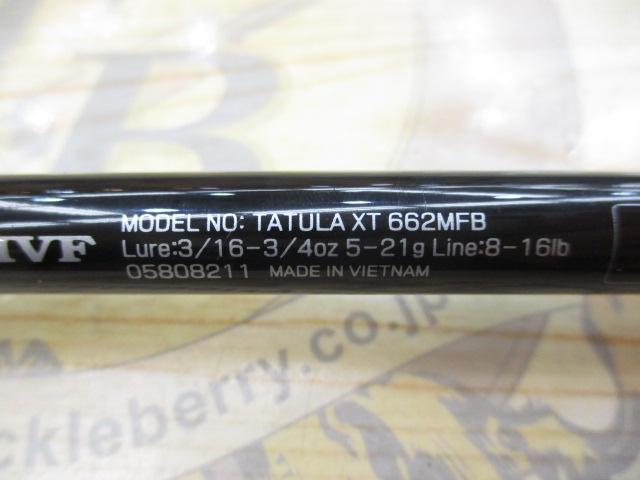 B
HVF
MODEL NO: TATULA XT 662MFB
Lure:3/16-3/4oz 5-21g Line:8-16lb
05808211 MADE IN VIETNAM
ckleberry.co.jp